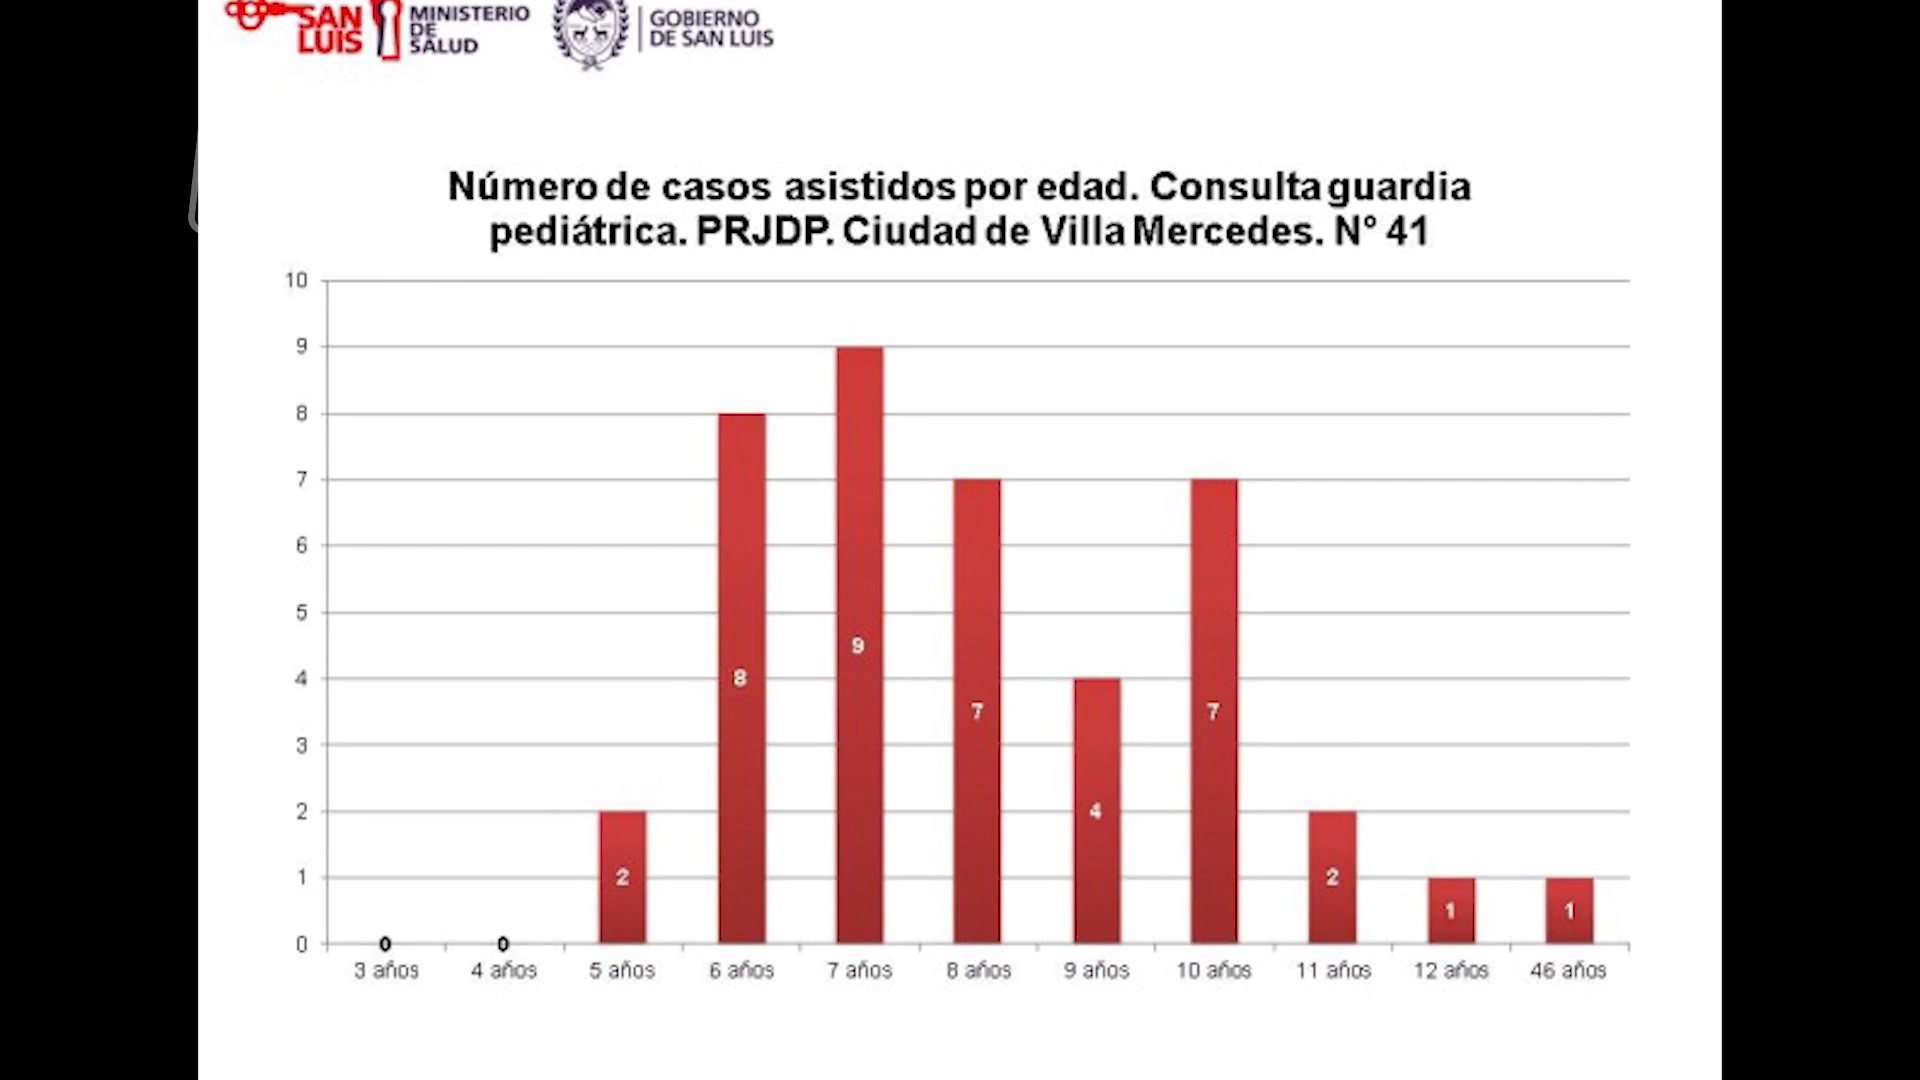 SAN
LUIS
MINISTERIO
DE
SALUD
GOBIERNO
DE SAN LUIS
Número de casos asistidos por edad. Consulta guardia
pediátrica. PRJDP. Ciudad de Villa Mercedes. N° 41
10
9
8
7
6
5
4
3
2
1
0
0
0
2
8
9
7
4
7
2
1
1
3 años
4 años
5 años
6 años
7 años
8 años
9 años
10 años
11 años
12 años
46 años